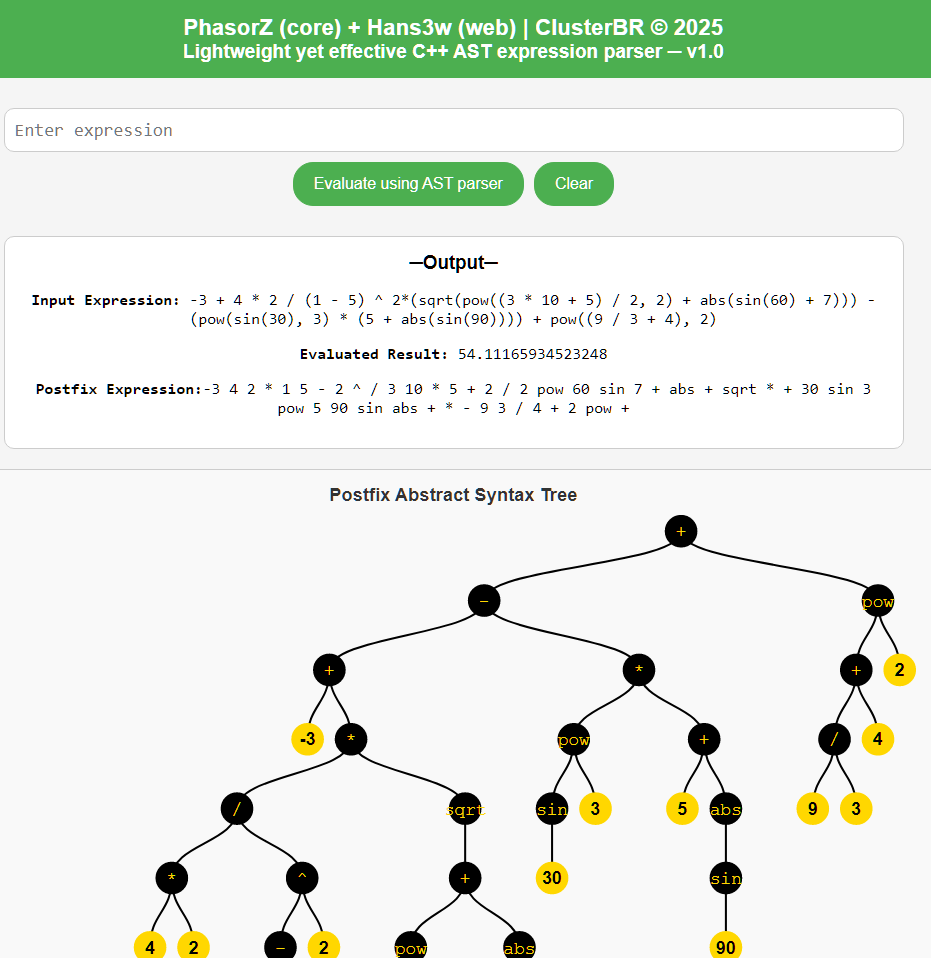 PhasorZ (core) + Hans3w (web) | ClusterBR © 2025
Lightweight yet effective C++ AST expression parser — v1.0
Enter expression
Evaluate using AST parser Clear
—Output—
Input Expression: -3 + 4 * 2 / (1 - 5) ^ 2*(sqrt(pow((3 * 10 + 5) / 2, 2) + abs(sin(60) + 7))) -
(pow(sin(30), 3) * (5 + abs(sin(90)))) + pow((9 / 3 + 4), 2)
Evaluated Result: 54.11165934523248
Postfix Expression:-3 4 2 * 1 5 - 2 ^ / 3 10 * 5 + 2 / 2 pow 60 sin 7 + abs + sqrt * + 30 sin 3
pow 5 90 sin abs + * - 9 3 / 4 + 2 pow +
Postfix Abstract Syntax Tree
+
- pow
+ * + 2
-3 * pow + / 4
/ sqrt sin 3 5 abs 9 3
* ^ + 30 sin
4 2 - 2 pow abs 90